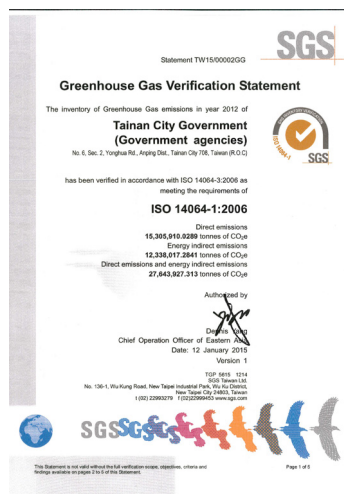 SGS
Statement TW15/00002GG
Greenhouse Gas Verification Statement
The inventory of Greenhouse Gas emissions in year 2012 of
Tainan City Government
(Government agencies)
No. 6, Sec. 2, Yonghua Rd., Anping Dist., Tainan City 708, Taiwan (R.O.C)
ISO 14064-1
SGS
has been verified in accordance with ISO 14064-3:2006 as
meeting the requirements of
ISO 14064-1:2006
Direct emissions
15,305,910.0289 tonnes of CO₂e
Energy indirect emissions
12,338,017.2841 tonnes of CO₂e
Direct emissions and energy indirect emissions
27,643,927.313 tonnes of CO₂e
Authorized by
Dennis Yang
Chief Operation Officer of Eastern Asia
Date: 12 January 2015
Version 1
TGP 5815 1214
SGS Taiwan Ltd.
No. 136-1, Wu Kung Road, New Taipei Industrial Park, Wu Ku District,
New Taipei City 24803, Taiwan
t (02) 22993279 f (02)22999453 www.sgs.com
SGSSGSGS
This Statement is not valid without the full verification scope, objectives, criteria and
findings available on pages 2 to 5 of this Statement.
Page 1 of 5